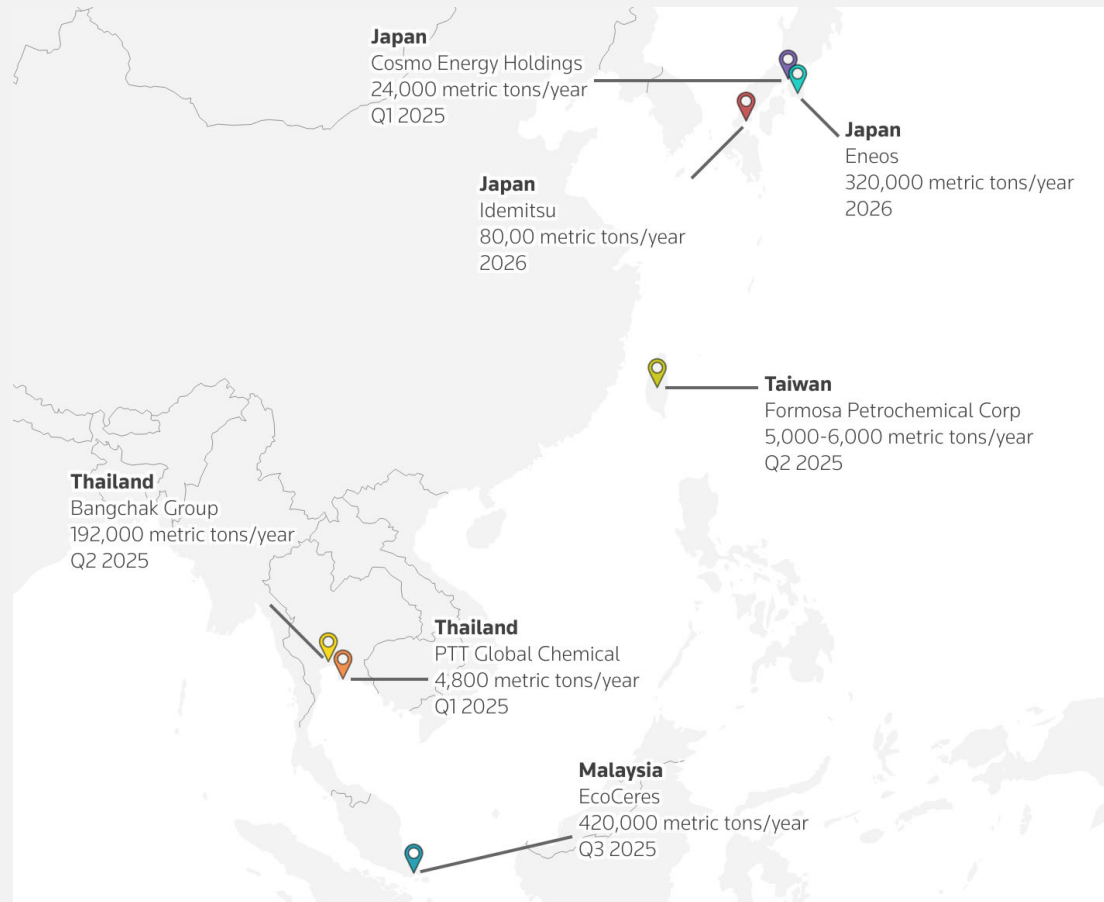 Japan
Cosmo Energy Holdings
24,000 metric tons/year
Q1 2025
Japan
Eneos
320,000 metric tons/year
2026
Japan
Idemitsu
80,00 metric tons/year
2026
Taiwan
Formosa Petrochemical Corp
5,000-6,000 metric tons/year
Q2 2025
Thailand
Bangchak Group
192,000 metric tons/year
Q2 2025
Thailand
PTT Global Chemical
4,800 metric tons/year
Q1 2025
Malaysia
EcoCeres
420,000 metric tons/year
Q3 2025